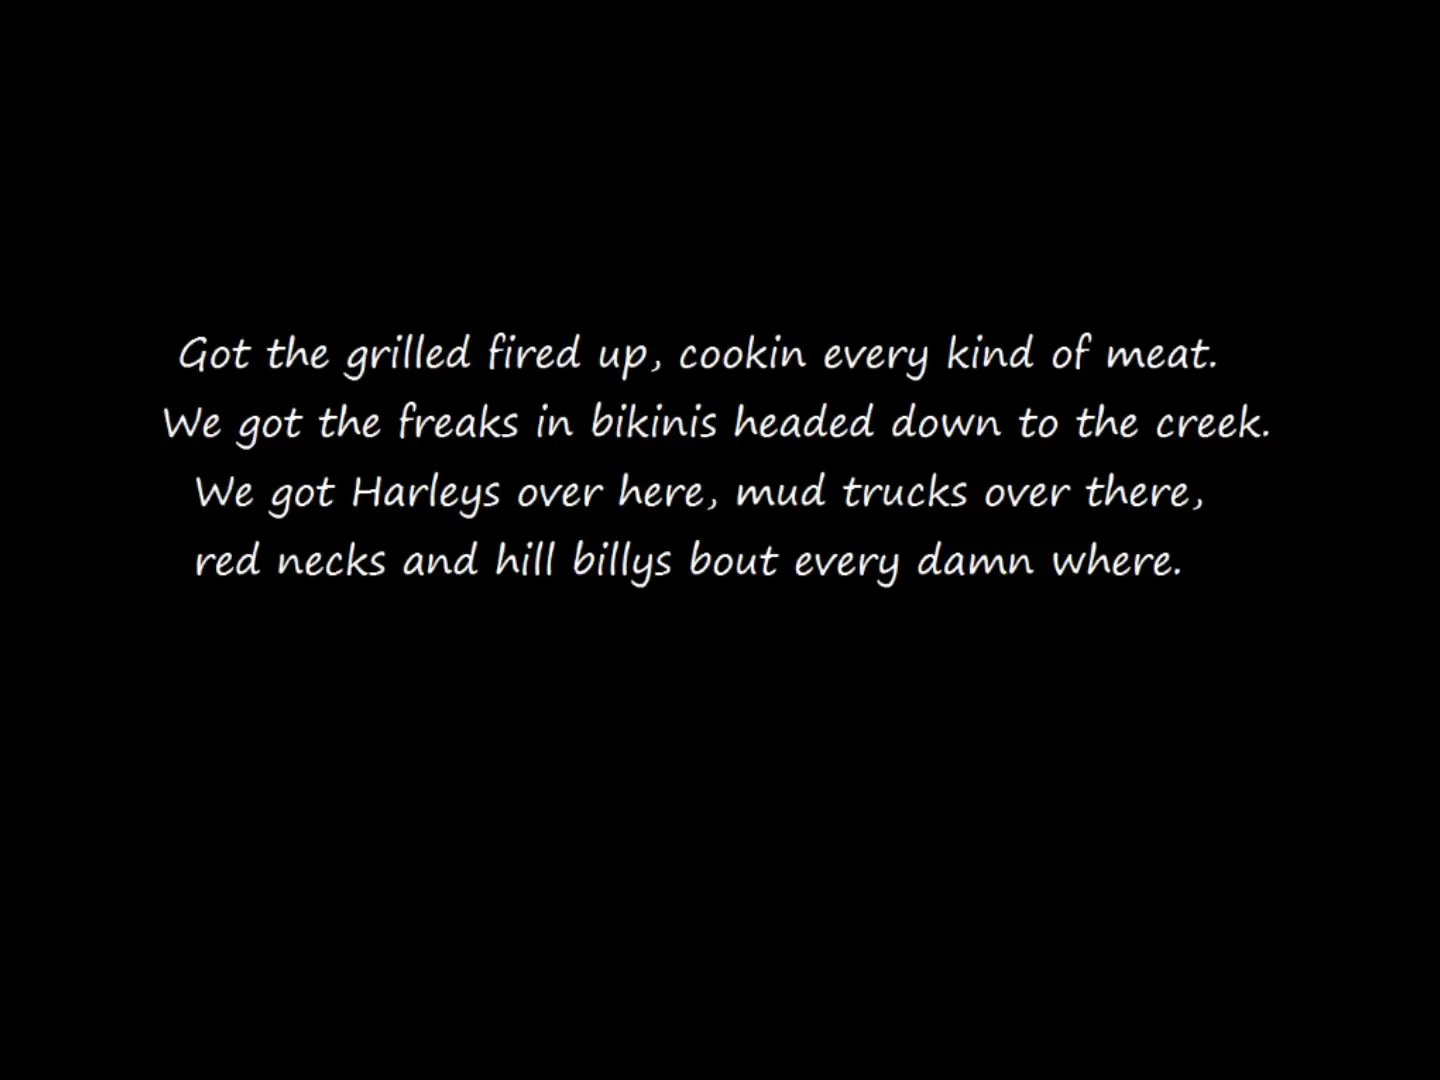 Got the grilled fired up, cookin every kind of meat.
We got the freaks in bikinis headed down to the creek.
We got Harleys over here, mud trucks over there,
red necks and hill billys bout every damn where.